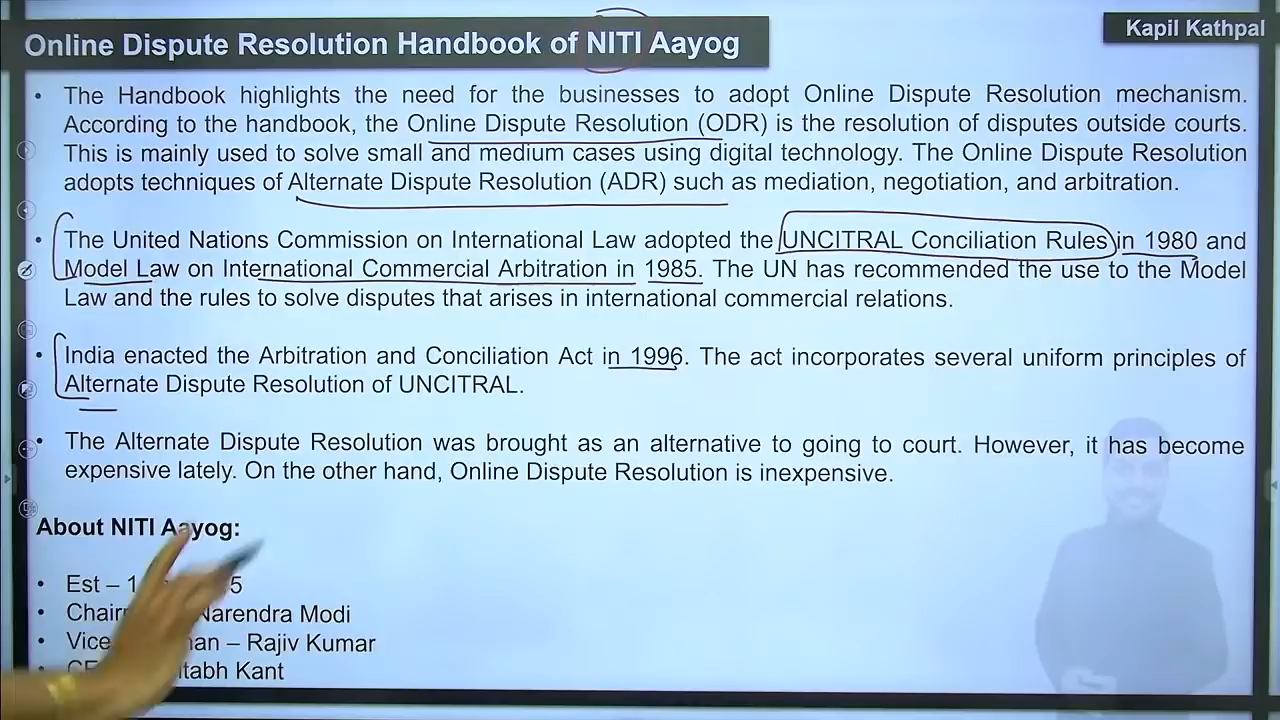 Online Dispute Resolution Handbook of NITI Aayog
Kapil Kathpal
• The Handbook highlights the need for the businesses to adopt Online Dispute Resolution mechanism.
According to the handbook, the Online Dispute Resolution (ODR) is the resolution of disputes outside courts.
This is mainly used to solve small and medium cases using digital technology. The Online Dispute Resolution
adopts techniques of Alternate Dispute Resolution (ADR) such as mediation, negotiation, and arbitration.
• The United Nations Commission on International Law adopted the UNCITRAL Conciliation Rules in 1980 and
Model Law on International Commercial Arbitration in 1985. The UN has recommended the use to the Model
Law and the rules to solve disputes that arises in international commercial relations.
• India enacted the Arbitration and Conciliation Act in 1996. The act incorporates several uniform principles of
Alternate Dispute Resolution of UNCITRAL.
• The Alternate Dispute Resolution was brought as an alternative to going to court. However, it has become
expensive lately. On the other hand, Online Dispute Resolution is inexpensive.
About NITI Aayog:
• Est – 1
• Narendra Modi
• Vice – Rajiv Kumar
• Kant